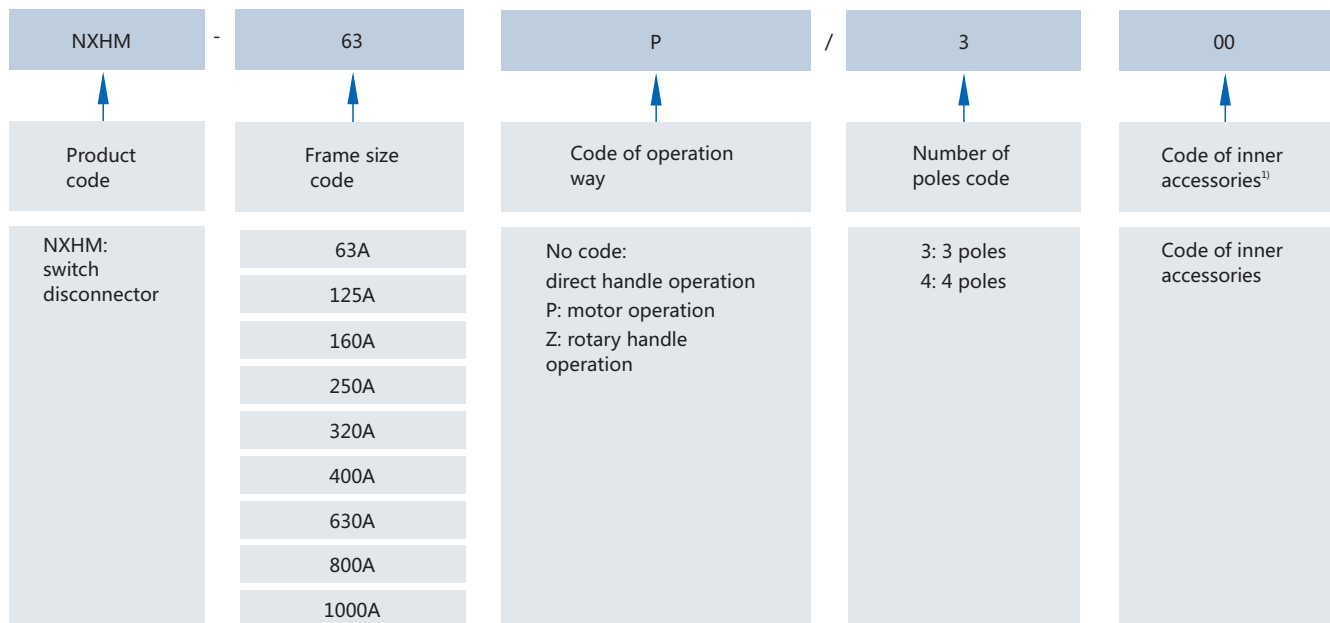 NXHM - 63 P / 3 00
Product
code
Frame size
code
Code of operation
way
Number of
poles code
Code of inner
accessories1)
NXHM:
switch
disconnector
63A
125A
160A
250A
320A
400A
630A
800A
1000A
No code:
direct handle operation
P: motor operation
Z: rotary handle
operation
3: 3 poles
4: 4 poles
Code of inner
accessories